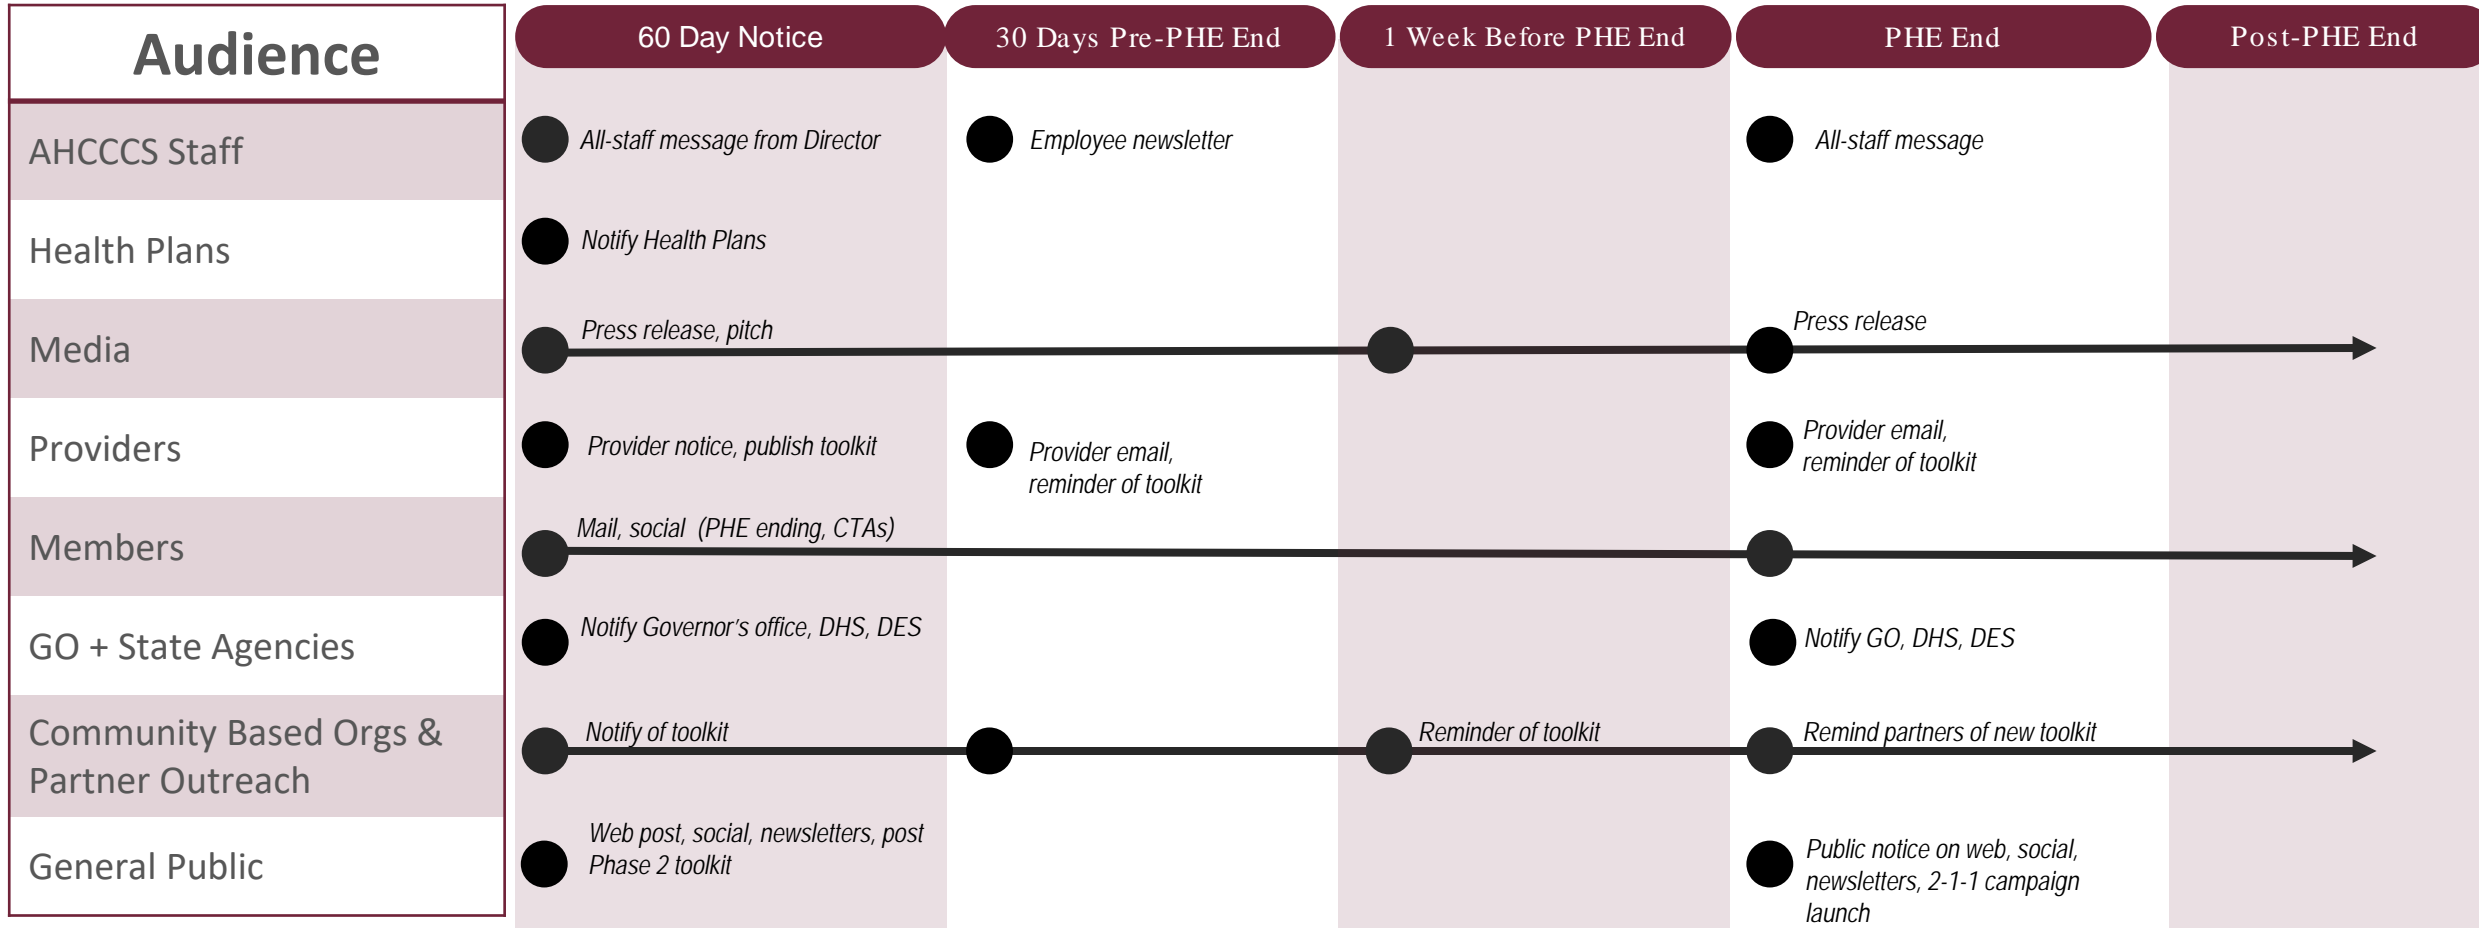 Audience
60 Day Notice
30 Days Pre-PHE End
1 Week Before PHE End
PHE End
Post-PHE End
AHCCCS Staff
All-staff message from Director
Employee newsletter
All-staff message
Health Plans
Notify Health Plans
Media
Press release, pitch
Press release
Providers
Provider notice, publish toolkit
Provider email,
reminder of toolkit
Provider email,
reminder of toolkit
Members
Mail, social (PHE ending, CTAs)
GO + State Agencies
Notify Governor's office, DHS, DES
Notify GO, DHS, DES
Community Based Orgs &
Partner Outreach
Notify of toolkit
Reminder of toolkit
Remind partners of new toolkit
General Public
Web post, social, newsletters, post
Phase 2 toolkit
Public notice on web, social,
newsletters, 2-1-1 campaign
launch